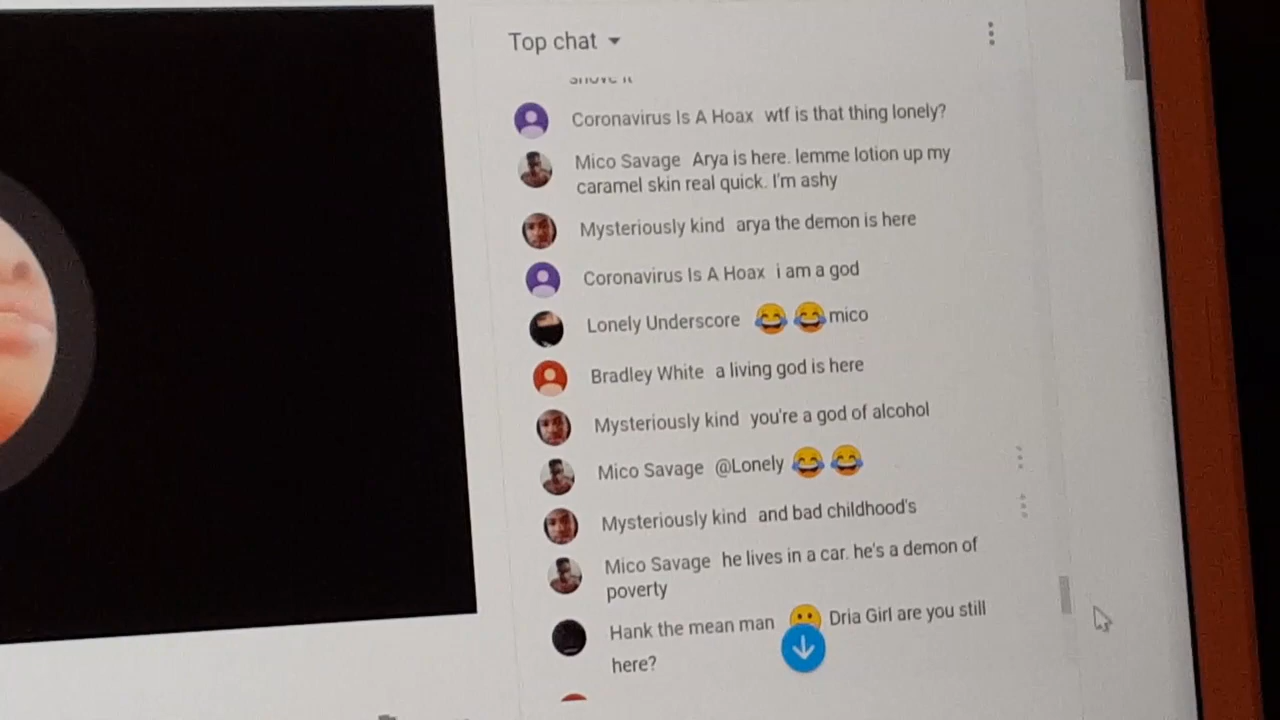 Top chat
Coronavirus Is A Hoax wtf is that thing lonely?
Mico Savage Arya is here. lemme lotion up my
caramel skin real quick. I'm ashy
Mysteriously kind arya the demon is here
Coronavirus Is A Hoax i am a god
Lonely Underscore 😂😂mico
Bradley White a living god is here
Mysteriously kind you're a god of alcohol
Mico Savage @Lonely 😂😂
Mysteriously kind and bad childhood's
Mico Savage he lives in a car. he's a demon of
poverty
Hank the mean man Dria Girl are you still
here?